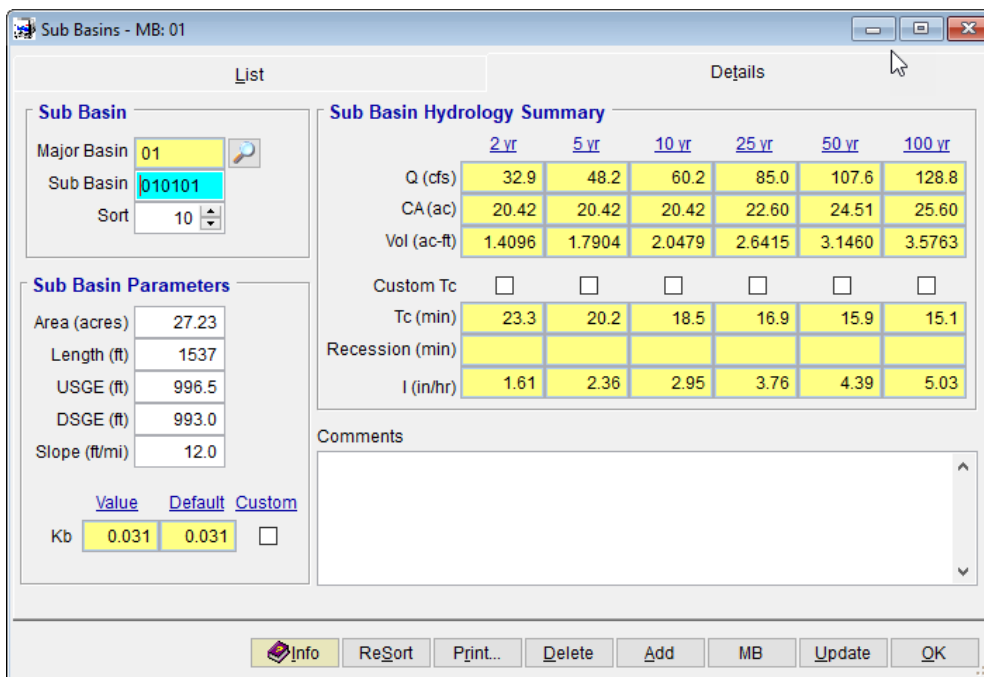 Sub Basins - MB: 01
List Details
Sub Basin
Major Basin 01
Sub Basin 010101
Sort 10
Sub Basin Parameters
Area (acres) 27.23
Length (ft) 1537
USGE (ft) 996.5
DSGE (ft) 993.0
Slope (ft/mi) 12.0
Value Default Custom
Kb 0.031 0.031
Sub Basin Hydrology Summary
2 yr 5 yr 10 yr 25 yr 50 yr 100 yr
Q (cfs) 32.9 48.2 60.2 85.0 107.6 128.8
CA (ac) 20.42 20.42 20.42 22.60 24.51 25.60
Vol (ac-ft) 1.4096 1.7904 2.0479 2.6415 3.1460 3.5763
Custom Tc
Tc (min) 23.3 20.2 18.5 16.9 15.9 15.1
Recession (min)
I (in/hr) 1.61 2.36 2.95 3.76 4.39 5.03
Comments
Info ReSort Print... Delete Add MB Update OK